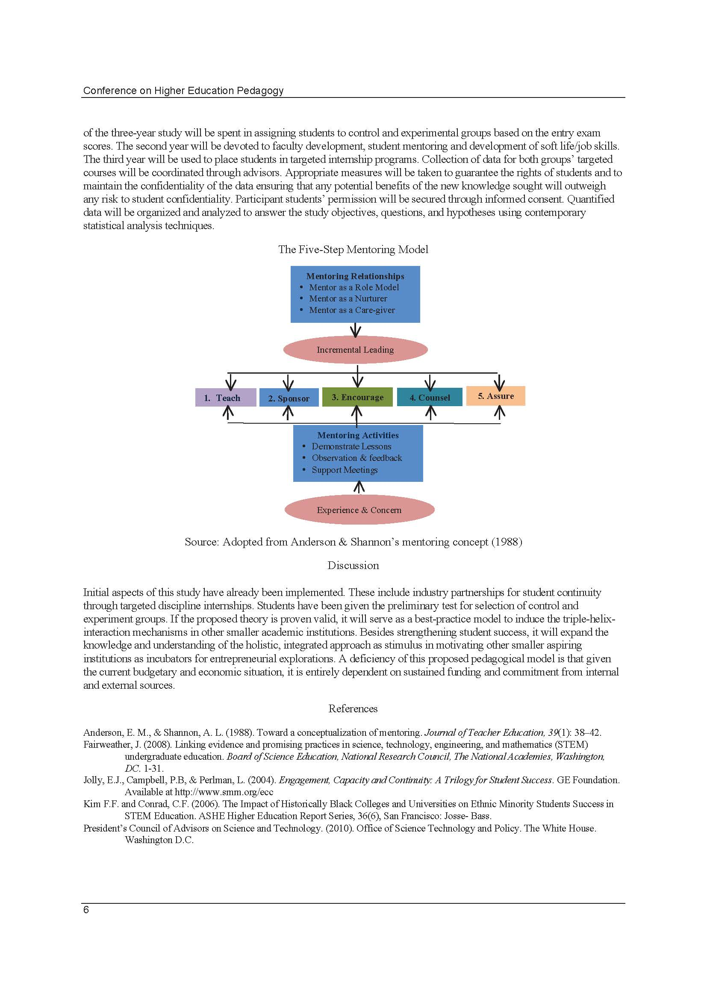 Conference on Higher Education Pedagogy
of the three-year study will be spent in assigning students to control and experimental groups based on the entry exam
scores. The second year will be devoted to faculty development, student mentoring and development of soft life/job skills.
The third year will be used to place students in targeted internship programs. Collection of data for both groups’ targeted
courses will be coordinated through advisors. Appropriate measures will be taken to guarantee the rights of students and to
maintain the confidentiality of the data ensuring that any potential benefits of the new knowledge sought will outweigh
any risk to student confidentiality. Participant students’ permission will be secured through informed consent. Quantified
data will be organized and analyzed to answer the study objectives, questions, and hypotheses using contemporary
statistical analysis techniques.
The Five-Step Mentoring Model
Mentoring Relationships
• Mentor as a Role Model
• Mentor as a Nurturer
• Mentor as a Care-giver
Incremental Leading
1. Teach
2. Sponsor
3. Encourage
4. Counsel
5. Assure
Mentoring Activities
• Demonstrate Lessons
• Observation & feedback
• Support Meetings
Experience & Concern
Source: Adopted from Anderson & Shannon’s mentoring concept (1988)
Discussion
Initial aspects of this study have already been implemented. These include industry partnerships for student continuity
through targeted discipline internships. Students have been given the preliminary test for selection of control and
experiment groups. If the proposed theory is proven valid, it will serve as a best-practice model to induce the triple-helix-
interaction mechanisms in other smaller academic institutions. Besides strengthening student success, it will expand the
knowledge and understanding of the holistic, integrated approach as stimulus in motivating other smaller aspiring
institutions as incubators for entrepreneurial explorations. A deficiency of this proposed pedagogical model is that given
the current budgetary and economic situation, it is entirely dependent on sustained funding and commitment from internal
and external sources.
References
Anderson, E. M., & Shannon, A. L. (1988). Toward a conceptualization of mentoring. Journal of Teacher Education, 39(1): 38–42.
Fairweather, J. (2008). Linking evidence and promising practices in science, technology, engineering, and mathematics (STEM)
undergraduate education. Board of Science Education, National Research Council, The National Academies, Washington,
DC. 1-31.
Jolly, E.J., Campbell, P.B, & Perlman, L. (2004). Engagement, Capacity and Continuity: A Trilogy for Student Success. GE Foundation.
Available at http://www.smm.org/ecc
Kim F.F. and Conrad, C.F. (2006). The Impact of Historically Black Colleges and Universities on Ethnic Minority Students Success in
STEM Education. ASHE Higher Education Report Series, 36(6), San Francisco: Josse- Bass.
President’s Council of Advisors on Science and Technology. (2010). Office of Science Technology and Policy. The White House.
Washington D.C.
6